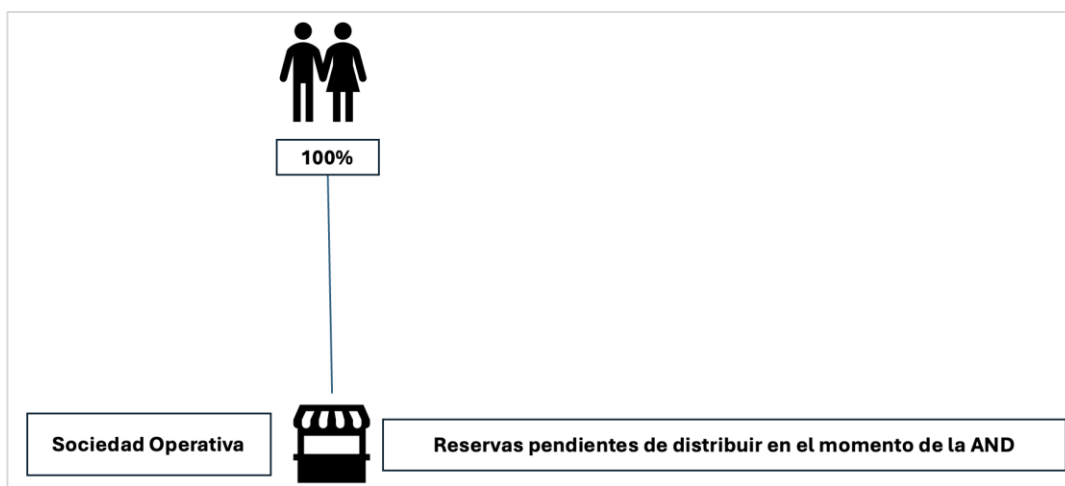 100%
Sociedad Operativa
Reservas pendientes de distribuir en el momento de la AND